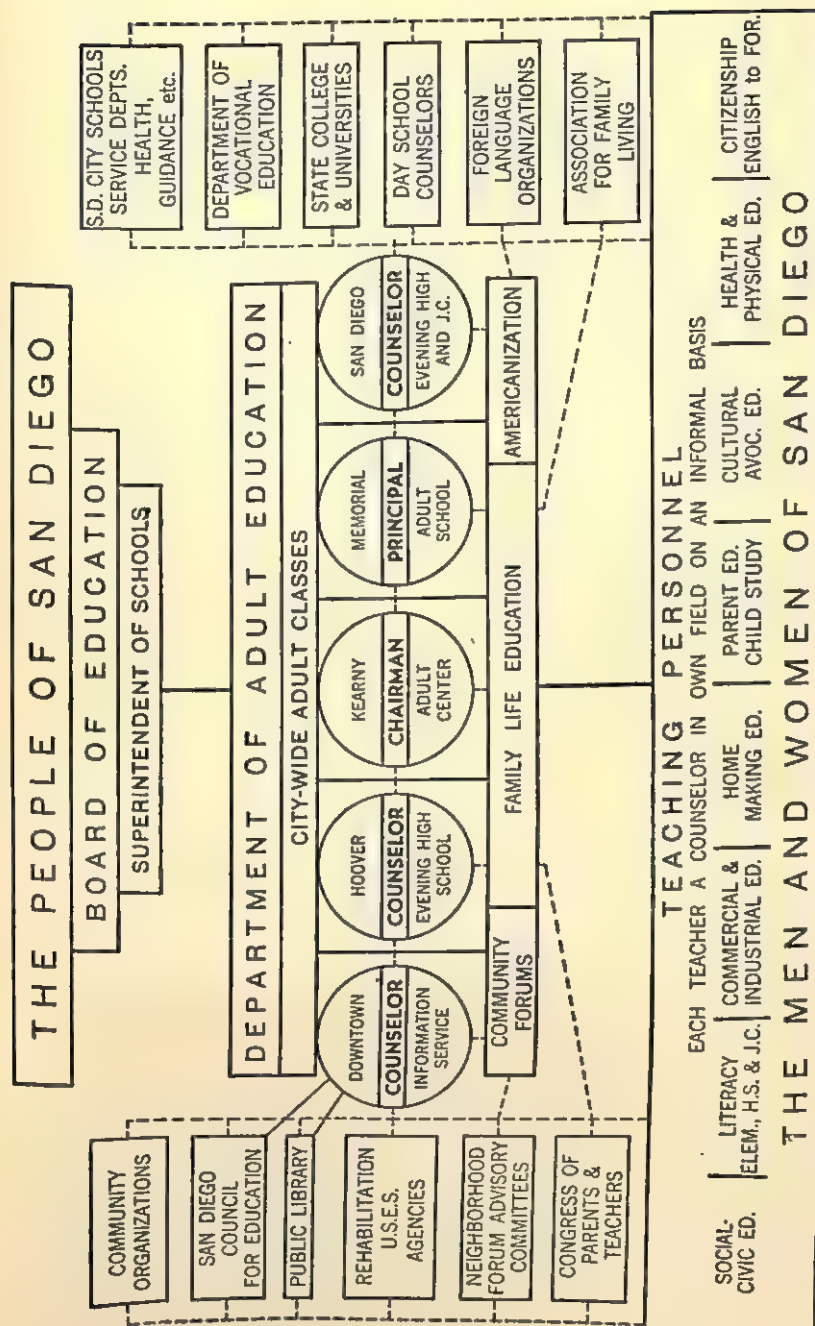 THE PEOPLE OF SAN DIEGO
BOARD OF EDUCATION
SUPERINTENDENT OF SCHOOLS
DEPARTMENT OF ADULT EDUCATION
CITY-WIDE ADULT CLASSES
COMMUNITY
ORGANIZATIONS
SAN DIEGO
COUNCIL
FOR EDUCATION
PUBLIC LIBRARY
REHABILITATION
U.S.E.S.
AGENCIES
NEIGHBORHOOD
FORUM ADVISORY
COMMITTEES
CONGRESS OF
PARENTS &
TEACHERS
DOWNTOWN
COUNSELOR
INFORMATION
SERVICE
HOOVER
COUNSELOR
EVENING HIGH
SCHOOL
KEARNY
CHAIRMAN
ADULT
CENTER
MEMORIAL
PRINCIPAL
ADULT
SCHOOL
SAN DIEGO
COUNSELOR
EVENING HIGH
AND J.C.
COMMUNITY
FORUMS
FAMILY LIFE EDUCATION
AMERICANIZATION
S.D. CITY SCHOOLS
SERVICE DEPTS.
HEALTH,
GUIDANCE etc.
DEPARTMENT OF
VOCATIONAL
EDUCATION
STATE COLLEGE
& UNIVERSITIES
DAY SCHOOL
COUNSELORS
FOREIGN
LANGUAGE
ORGANIZATIONS
ASSOCIATION
FOR FAMILY
LIVING
TEACHING PERSONNEL
EACH TEACHER A COUNSELOR IN OWN FIELD ON AN INFORMAL BASIS
SOCIAL-
CIVIC ED.
LITERACY
ELEM., H.S. & J.C.
COMMERCIAL &
INDUSTRIAL ED.
HOME
MAKING ED.
PARENT ED.
CHILD STUDY
CULTURAL
AVOC. ED.
HEALTH &
PHYSICAL ED.
CITIZENSHIP
ENGLISH to FOR.
THE MEN AND WOMEN OF SAN DIEGO